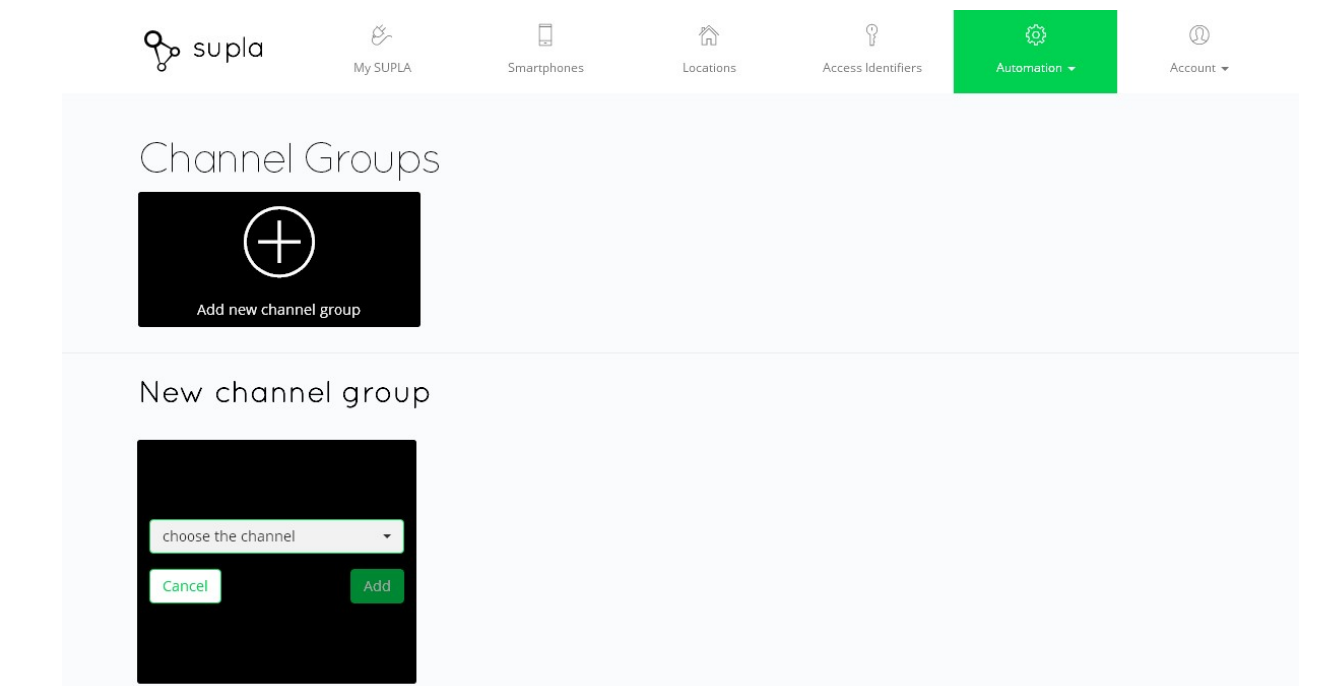 supla
My SUPLA
Smartphones
Locations
Access Identifiers
Automation
Account
Channel Groups
Add new channel group
New channel group
choose the channel
Cancel
Add